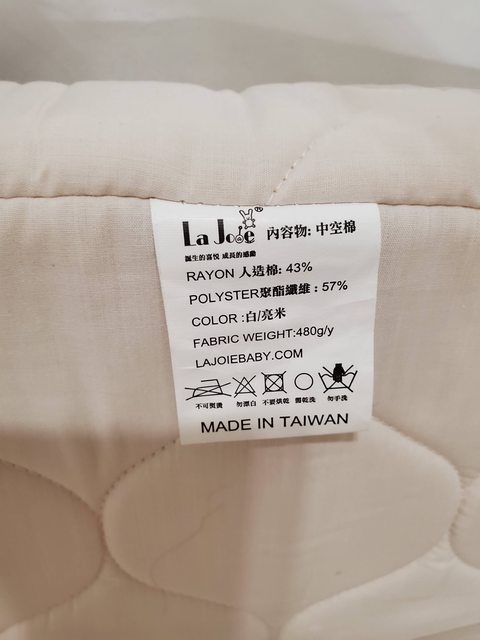 La Joie® 內容物: 中空棉
誕生的喜悅 成長的感動
RAYON 人造棉: 43%
POLYSTER聚酯纖維 : 57%
COLOR :白/亮米
FABRIC WEIGHT:480g/y
LAJOIEBABY.COM
不可熨燙 勿漂白 不要烘乾 需乾洗 勿手洗
MADE IN TAIWAN